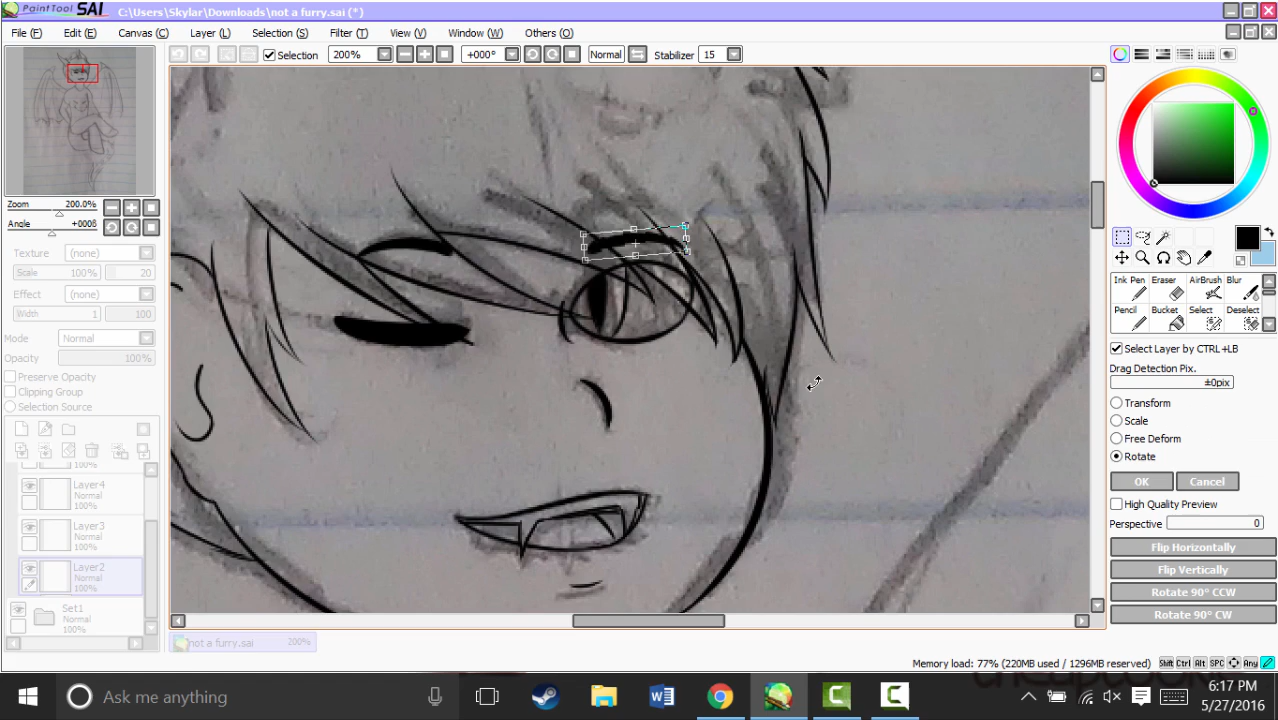 PaintTool SAI C:\Users\Skylar\Downloads\not a furry.sai (*)
File (F) Edit (E) Canvas (C) Layer (L) Selection (S) Filter (T) View (V) Window (W) Others (O)
Selection 200% +000° Normal Stabilizer 15
Zoom 200.0%
Angle +000θ
Texture (none)
Scale 100% 20
Effect (none)
Width 1 100
Mode Normal
Opacity 100%
Preserve Opacity
Clipping Group
Selection Source
100%
Layer4
Normal
100%
Layer3
Normal
100%
Layer2
Normal
100%
Set1
Normal
100%
not a furry.sai 200%
Ink Pen Eraser AirBrush Blur
Pencil Bucket Select Deselect
Select Layer by CTRL +LB
Drag Detection Pix.
±0pix
Transform
Scale
Free Deform
Rotate
OK Cancel
High Quality Preview
Perspective 0
Flip Horizontally
Flip Vertically
Rotate 90° CCW
Rotate 90° CW
Memory load: 77% (220MB used / 1296MB reserved) Shift Ctrl Alt SPC Any
Ask me anything
6:17 PM
5/27/2016